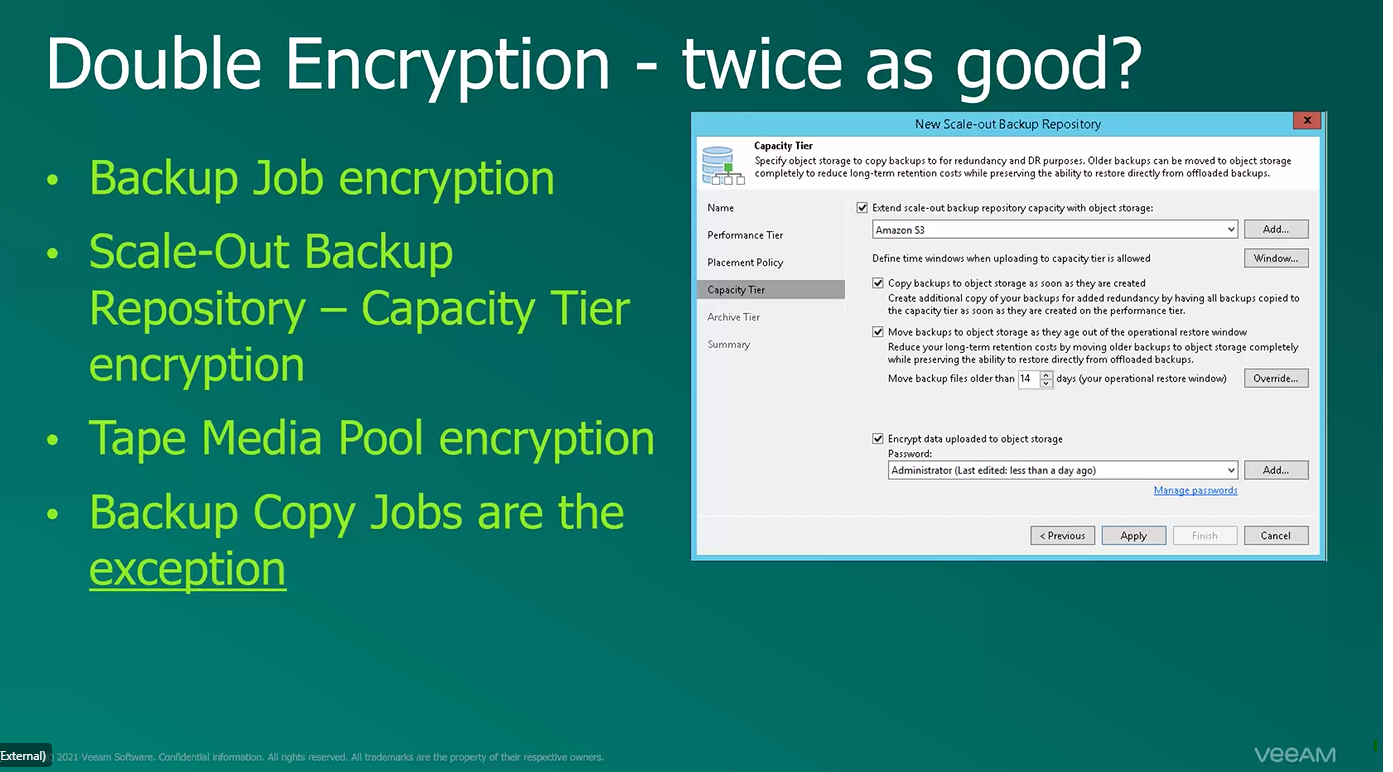 Double Encryption - twice as good?
• Backup Job encryption
• Scale-Out Backup
Repository – Capacity Tier
encryption
• Tape Media Pool encryption
• Backup Copy Jobs are the
exception
New Scale-out Backup Repository
x
Capacity Tier
Specify object storage to copy backups to for redundancy and DR purposes. Older backups can be moved to object storage
completely to reduce long-term retention costs while preserving the ability to restore directly from offloaded backups.
Name
Performance Tier
Placement Policy
Capacity Tier
Archive Tier
Summary
Extend scale-out backup repository capacity with object storage:
Amazon S3
Add...
Define time windows when uploading to capacity tier is allowed
Window...
Copy backups to object storage as soon as they are created
Create additional copy of your backups for added redundancy by having all backups copied to
the capacity tier as soon as they are created on the performance tier.
Move backups to object storage as they age out of the operational restore window
Reduce your long-term retention costs by moving older backups to object storage completely
while preserving the ability to restore directly from offloaded backups.
Move backup files older than 14 days (your operational restore window)
Override...
Encrypt data uploaded to object storage
Password:
Administrator (Last edited: less than a day ago)
Add...
Manage passwords
< Previous
Apply
Finish
Cancel
External)
2021 Veeam Software. Confidential information. All rights reserved. All trademarks are the property of their respective owners.
veeAM